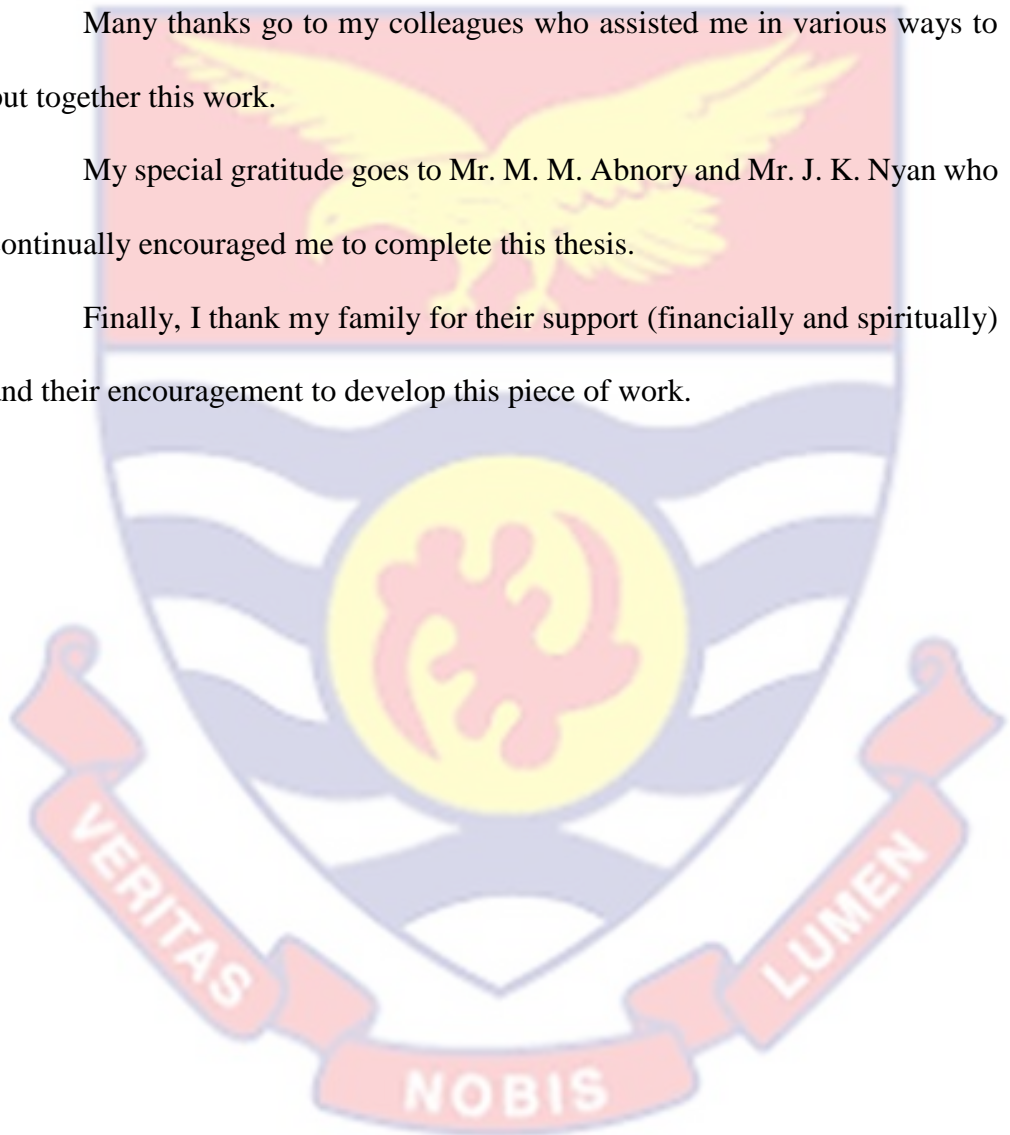 Many thanks go to my colleagues who assisted me in various ways to
put together this work.
My special gratitude goes to Mr. M. M. Abnory and Mr. J. K. Nyan who
continually encouraged me to complete this thesis.
Finally, I thank my family for their support (financially and spiritually)
and their encouragement to develop this piece of work.
VERITAS
NOBIS
LUMEN